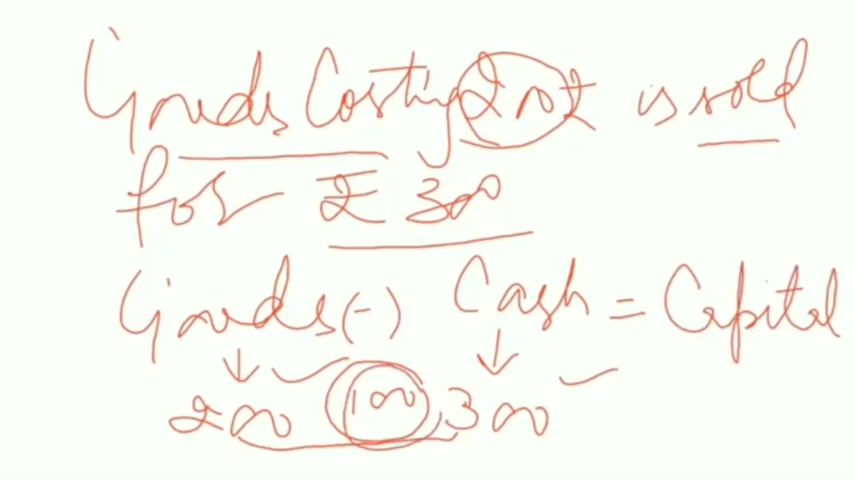 Goods Costing 200₹ is sold
for ₹ 300
Goods (-) Cash = Capital
200 100 300